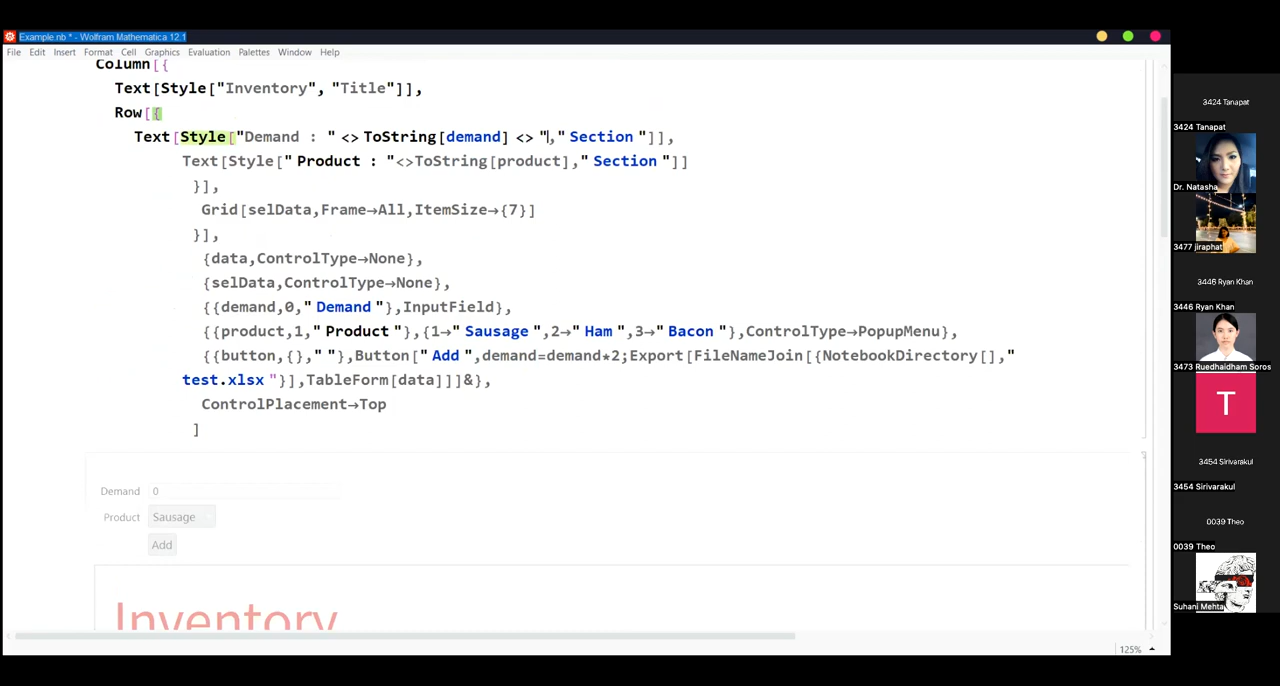 Example.nb * - Wolfram Mathematica 12.1
File Edit Insert Format Cell Graphics Evaluation Palettes Window Help
Column[{
Text[Style["Inventory", "Title"]],
Row[{
Text[Style["Demand : " <> ToString[demand] <> "," Section "]],
Text[Style[" Product : "<>ToString[product]," Section "]]
}],
Grid[selData,Frame→All,ItemSize→{7}]
}],
{data,ControlType→None},
{selData,ControlType→None},
{{demand,0," Demand "},InputField},
{{product,1," Product "},{1→" Sausage ",2→" Ham ",3→" Bacon "},ControlType→PopupMenu},
{{button,{}," "},Button[" Add ",demand=demand*2;Export[FileNameJoin[{NotebookDirectory[],"
test.xlsx "}],TableForm[data]]]&},
ControlPlacement→Top
]
Demand 0
Product Sausage
Add
Inventory
125%
3424 Tanapat
3424 Tanapat
Dr. Natasha
3477 jiraphat
3446 Ryan Khan
3446 Ryan Khan
3473 Ruedhaidham Soros
T
3454 Sirivarakul
3454 Sirivarakul
0039 Theo
0039 Theo
Suhani Mehta